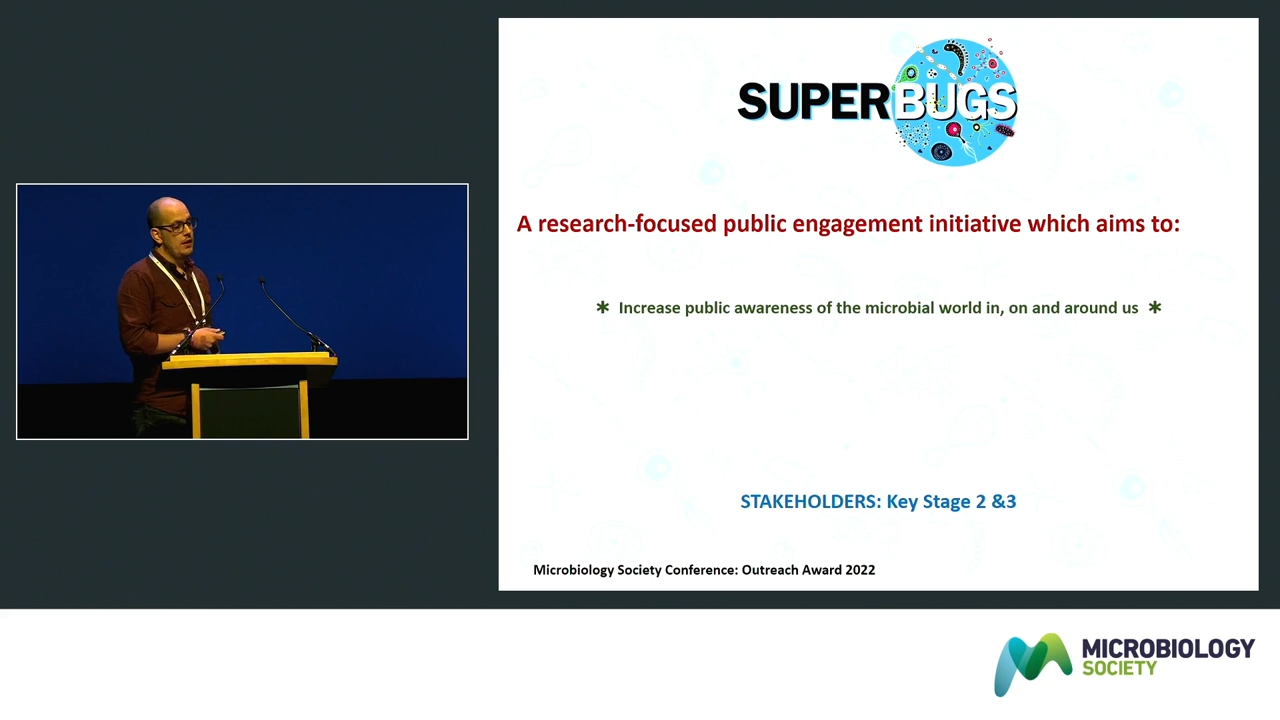 SUPERBUGS
A research-focused public engagement initiative which aims to:
* Increase public awareness of the microbial world in, on and around us *
STAKEHOLDERS: Key Stage 2 &3
Microbiology Society Conference: Outreach Award 2022
MICROBIOLOGY
SOCIETY